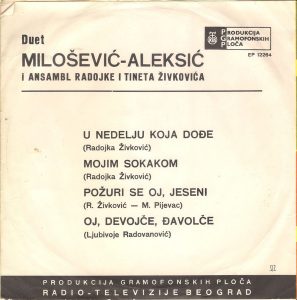 Duet
MILOŠEVIĆ-ALEKSIĆ
I ANSAMBL RADOJKE I TINETA ŽIVKOVIĆA
PGP
PRODUKCIJA
GRAMOFONSKIH
PLOČA
EP 12264
U NEDELJU KOJA DOĐE
(Radojka Živković)
MOJIM SOKAKOM
(Radojka Živković)
POŽURI SE OJ, JESENI
(R. Živković — M. Pijevac)
OJ, DEVOJČE, ĐAVOLČE
(Ljubivoje Radovanović)
PRODUKCIJA GRAMOFONSKIH PLOČA
RADIO-TELEVIZIJE BEOGRAD